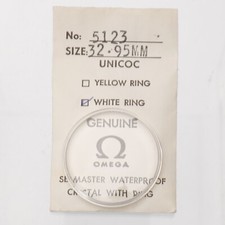 No: 5123
SIZE: 32.95MM
UNICOC
YELLOW RING
WHITE RING
GENUINE
Ω
OMEGA
SEAMASTER WATERPROOF
CRYSTAL WITH RING